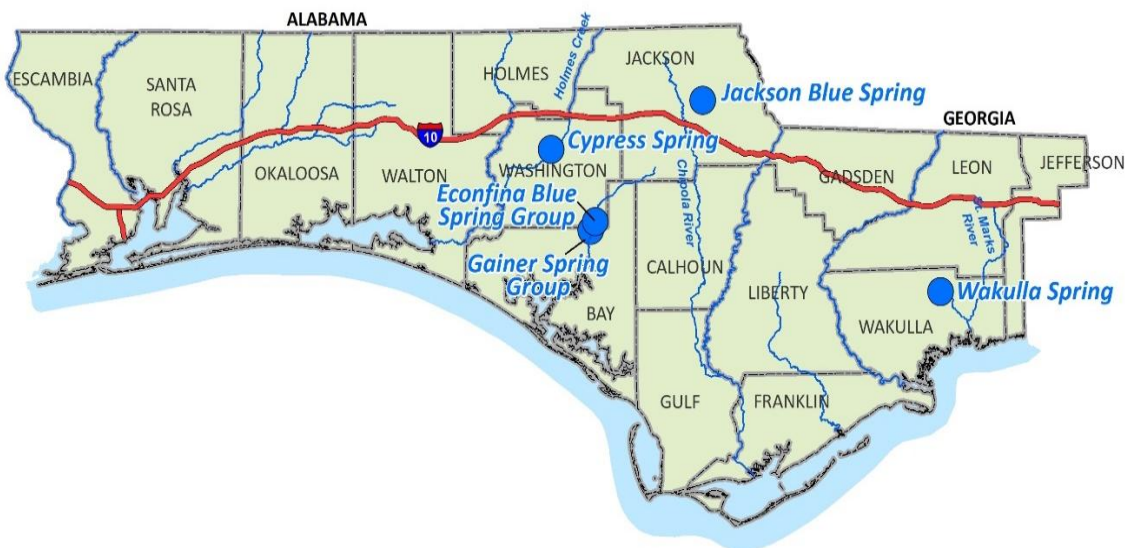 ALABAMA
ESCAMBIA
SANTA
ROSA
OKALOOSA
WALTON
HOLMES
Holmes Creek
JACKSON
Jackson Blue Spring
GEORGIA
10
Cypress Spring
WASHINGTON
Econfina Blue
Spring Group
Gainer Spring
Group
BAY
Chipola River
CALHOUN
GULF
GADSDEN
LIBERTY
FRANKLIN
LEON
JEFFERSON
St. Marks
River
Wakulla Spring
WAKULLA